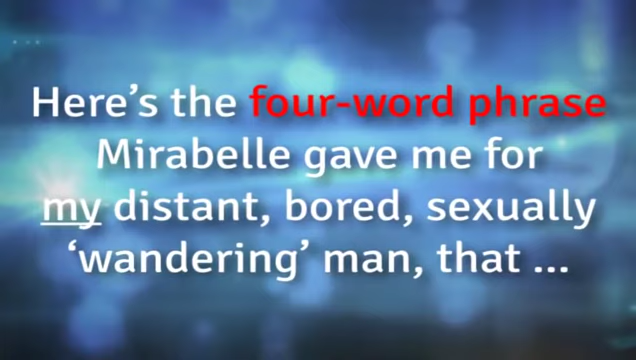 Here’s the four-word phrase
Mirabelle gave me for
my distant, bored, sexually
‘wandering’ man, that ...